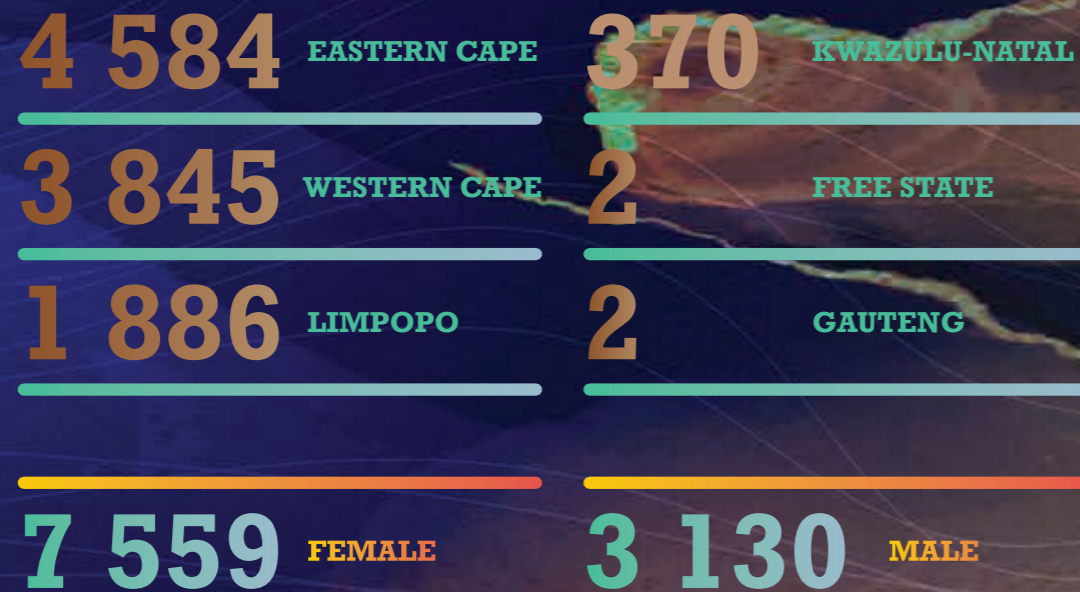 4 584 EASTERN CAPE
370 KWAZULU-NATAL
3 845 WESTERN CAPE
2 FREE STATE
1 886 LIMPOPO
2 GAUTENG
7 559 FEMALE
3 130 MALE